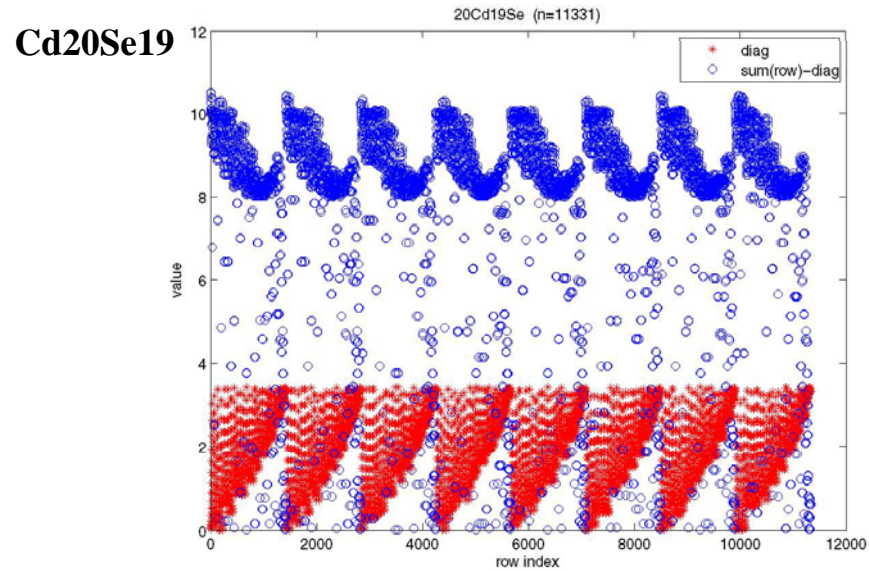 20Cd19Se (n=11331)
Cd20Se19
12
10
8
6
4
2
0
value
diag
sum(row)-diag
0
2000
4000
6000
8000
10000
12000
row index